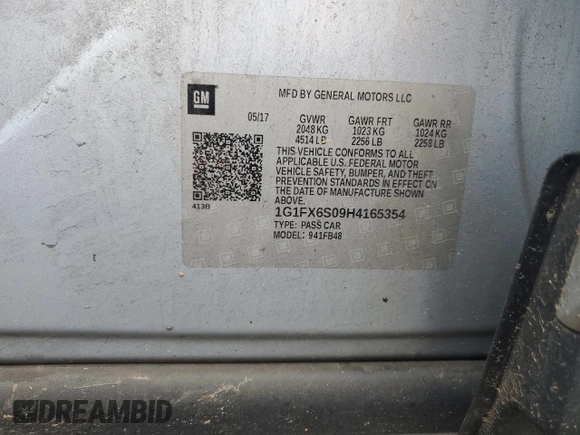 GM
MFD BY GENERAL MOTORS LLC
05/17 GVWR GAWR FRT GAWR RR
2048 KG 1023 KG 1024 KG
4514 LB 2256 LB 2258 LB
THIS VEHICLE CONFORMS TO ALL
APPLICABLE U.S. FEDERAL MOTOR
VEHICLE SAFETY, BUMPER, AND THEFT
PREVENTION STANDARDS IN EFFECT ON
THE DATE OF MANUFACTURE SHOWN
ABOVE.
413B
1G1FX6S09H4165354
TYPE: PASS CAR
MODEL: 941FB48
DREAMBID